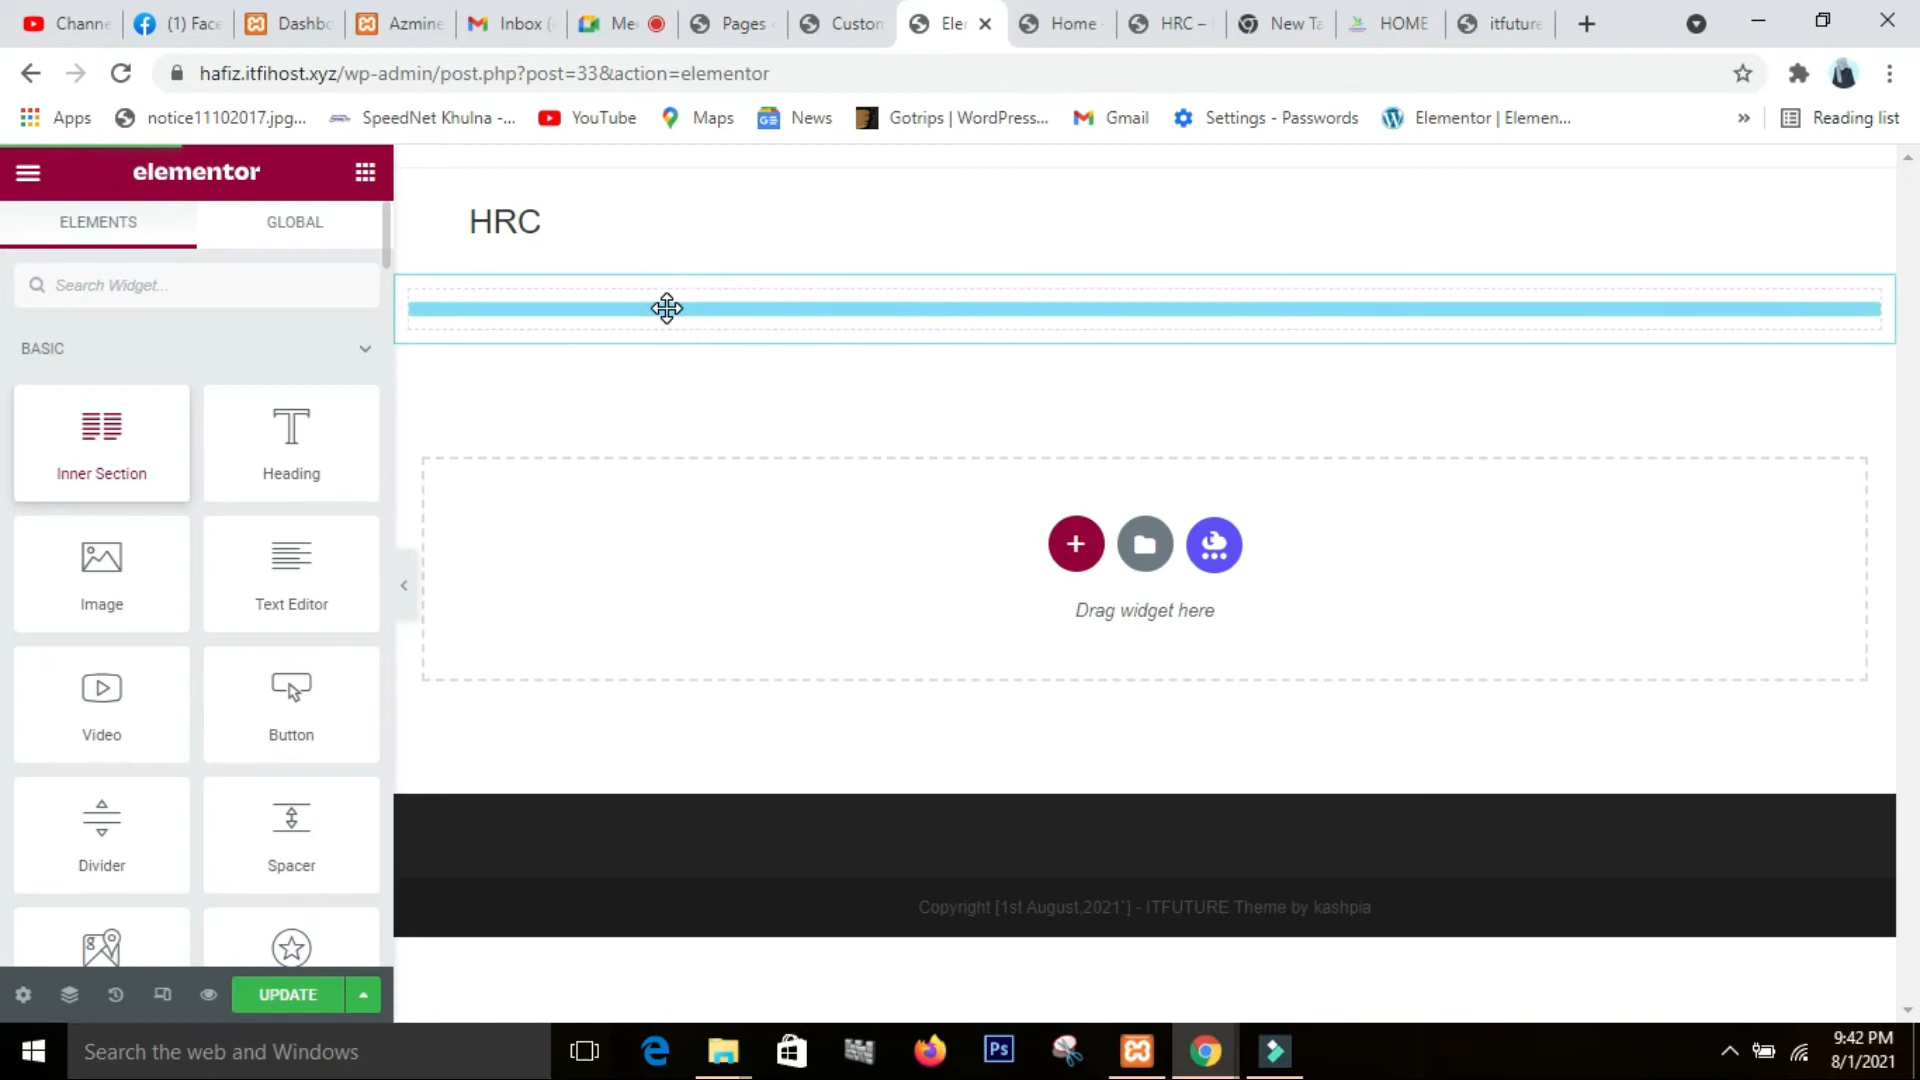 Channe
(1) Face
Dashbo
Azmine
Inbox (
Me
Pages
Custom
Ele
Home
HRC –
New Ta
HOME
itfuture
hafiz.itfihost.xyz/wp-admin/post.php?post=33&action=elementor
Apps
notice11102017.jpg...
SpeedNet Khulna -...
YouTube
Maps
News
Gotrips | WordPress...
Gmail
Settings - Passwords
Elementor | Elemen...
»
Reading list
elementor
ELEMENTS
GLOBAL
Search Widget...
BASIC
Inner Section
Heading
Image
Text Editor
Video
Button
Divider
Spacer
UPDATE
HRC
Drag widget here
Copyright [1st August,2021`] - ITFUTURE Theme by kashpia
Search the web and Windows
Ps
9:42 PM
8/1/2021